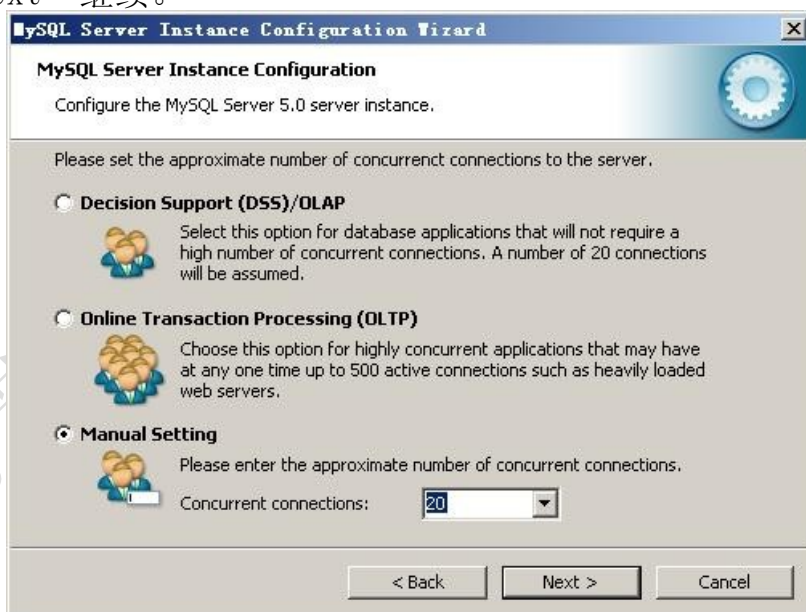 继续。
MySQL Server Instance Configuration Wizard
MySQL Server Instance Configuration
Configure the MySQL Server 5.0 server instance.
Please set the approximate number of concurrenct connections to the server.
Decision Support (DSS)/OLAP
Select this option for database applications that will not require a
high number of concurrent connections. A number of 20 connections
will be assumed.
Online Transaction Processing (OLTP)
Choose this option for highly concurrent applications that may have
at any one time up to 500 active connections such as heavily loaded
web servers.
Manual Setting
Please enter the approximate number of concurrent connections.
Concurrent connections: 20
< Back Next > Cancel